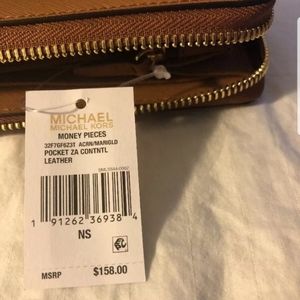 MICHAEL
MICHAEL KORS
MONEY PIECES
32F7GF6Z3T ACRN/MARIGLD
POCKET ZA CONTNTL
LEATHER
1 91262 36938 4
NS
MSRP $158.00